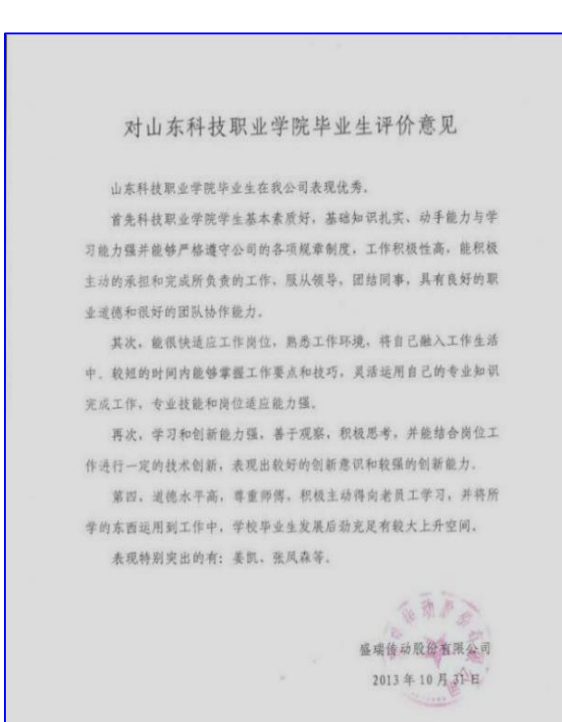 对山东科技职业学院毕业生评价意见
山东科技职业学院毕业生在我公司表现优秀。
首先科技职业学院学生基本素质好，基础知识扎实、动手能力与学
习能力强并能够严格遵守公司的各项规章制度，工作积极性高，能积极
主动的承担和完成所负责的工作，服从领导，团结同事，具有良好的职
业道德和很好的团队协作能力。
其次，能很快适应工作岗位，熟悉工作环境，将自己融入工作生活
中。较短的时间内能够掌握工作要点和技巧，灵活运用自己的专业知识
完成工作，专业技能和岗位适应能力强。
再次，学习和创新能力强，善于观察，积极思考，并能结合岗位工
作进行一定的技术创新，表现出较好的创新意识和较强的创新能力。
第四，道德水平高，尊重师傅，积极主动得向老员工学习，并将所
学的东西运用到工作中，学校毕业生发展后劲充足有较大上升空间。
表现特别突出的有：姜凯、张凤森等。
盛瑞传动股份有限公司
2013年10月31日